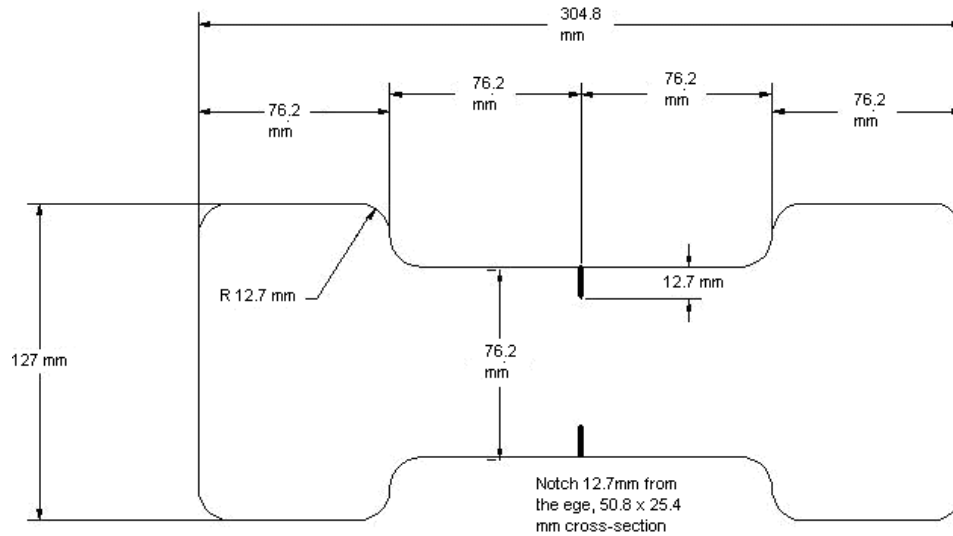 304.8
mm
76.2
mm
76.2
mm
76.2
mm
76.2
mm
R 12.7 mm
12.7 mm
127 mm
76.2
mm
Notch 12.7mm from
the ege, 50.8 x 25.4
mm cross-section